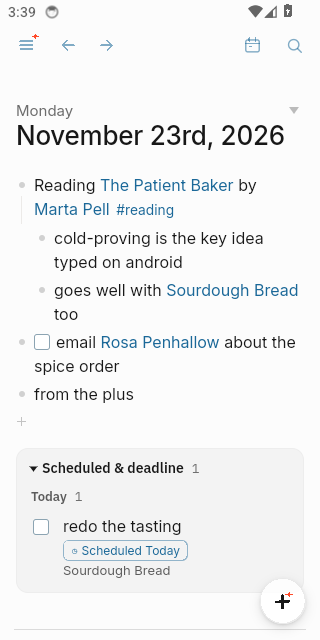 3:39
Monday
November 23rd, 2026
Reading The Patient Baker by
Marta Pell #reading
cold-proving is the key idea
typed on android
goes well with Sourdough Bread
too
email Rosa Penhallow about the
spice order
from the plus
Scheduled & deadline 1
Today 1
redo the tasting
Scheduled Today
Sourdough Bread